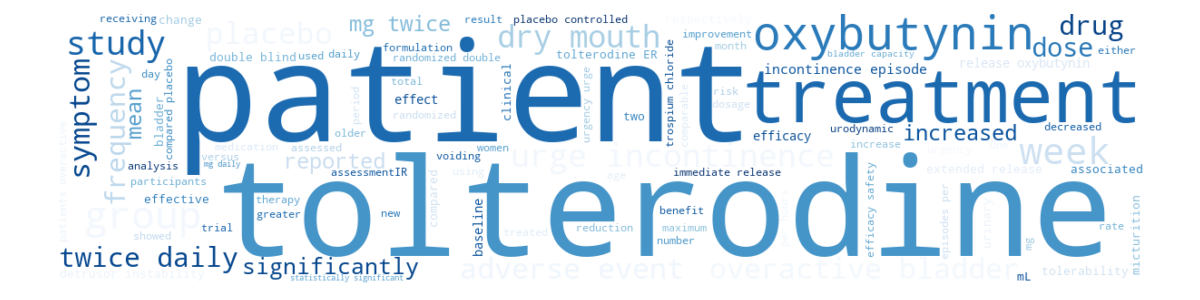 receiving
change
placebo
mg twice
result
placebo controlled
respectively
study
double blind
used
daily
formulation
randomized double
dry mouth
tolterodine ER
improvement
month
oxybutynin
drug
dose
either
bladder capacity
release oxybutynin
symptom
frequency
day
mean
bladder
compared placebo
patient
period
total
effect
randomized
clinical
urgency urge
two
trospium chloride
comparable
risk
dosage
incontinence episode
treatment
efficacy
urodynamic
increase
increased
decreased
older
medication
assessed
versus
reported
analysis
mg daily
voiding
women
using
urge incontinence
age
week
extended release
associated
participants
effective
assessmentIR
compared
immediate release
therapy
greater
new
baseline
group
showed
trial
tolterodine
treated
reduction
benefit
maximum
number
efficacy safety
episodes per
urinary
mg
rate
micturition
twice daily
significantly
detrusor instability
statistically significant
adverse event
overactive bladder
mL
tolerability